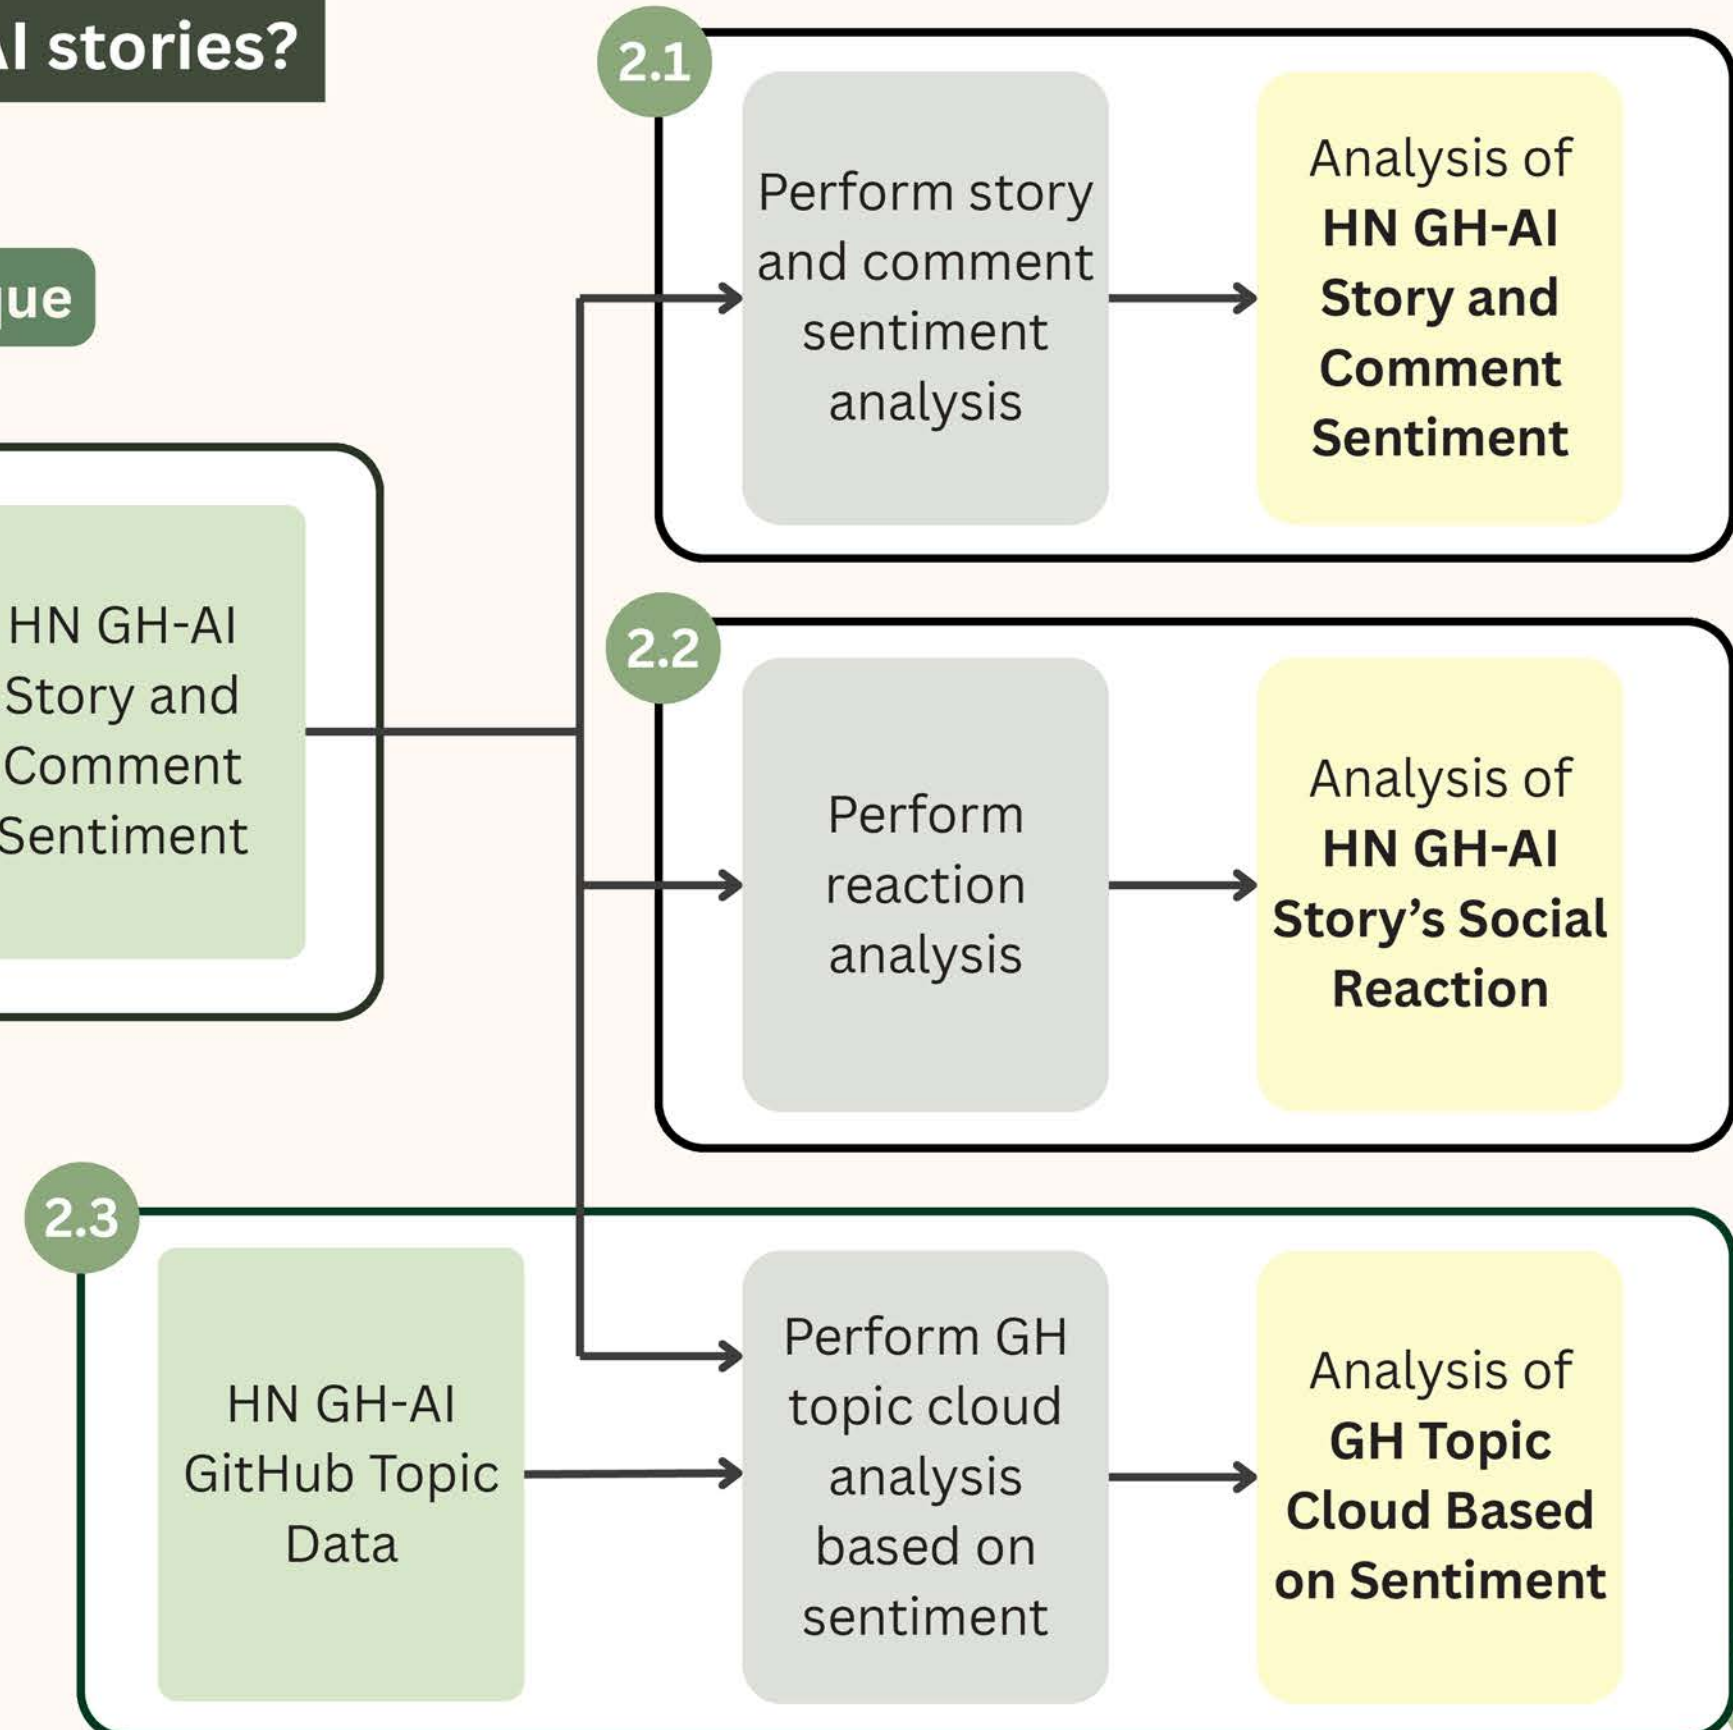 AI stories?
que
HN GH-AI
Story and
Comment
Sentiment
2.1
Perform story
and comment
sentiment
analysis
Analysis of
HN GH-AI
Story and
Comment
Sentiment
2.2
Perform
reaction
analysis
Analysis of
HN GH-AI
Story’s Social
Reaction
2.3
HN GH-AI
GitHub Topic
Data
Perform GH
topic cloud
analysis
based on
sentiment
Analysis of
GH Topic
Cloud Based
on Sentiment